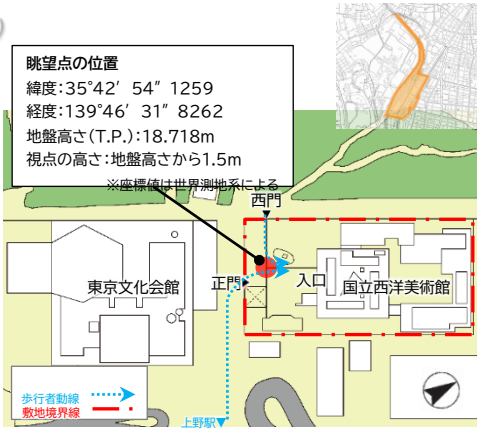 眺望点の位置
緯度:35°42′54″1259
経度:139°46′31″8262
地盤高さ(T.P.):18.718m
視点の高さ:地盤高さから1.5m
※座標値は世界測地系による
西門
東京文化会館
正門
入口
国立西洋美術館
歩行者動線
敷地境界線
上野駅